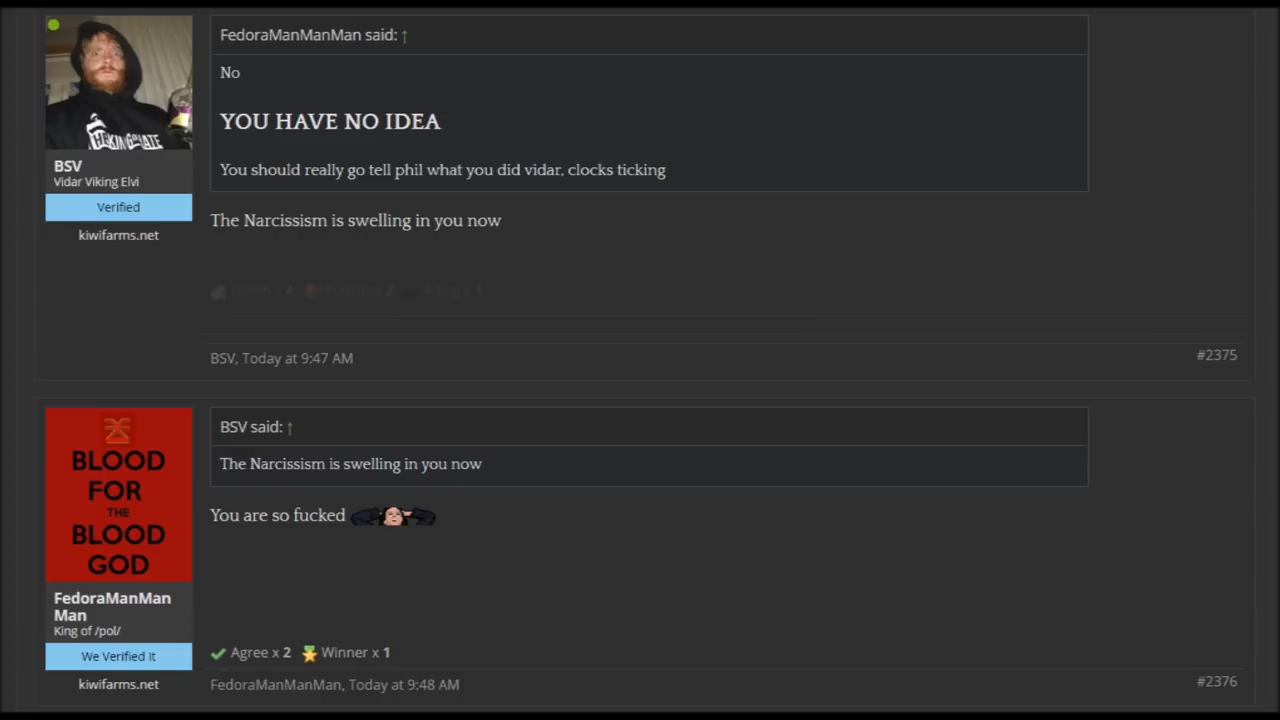 FedoraManManMan said: ↑
No
YOU HAVE NO IDEA
You should really go tell phil what you did vidar, clocks ticking
BSV
Vidar Viking Elvi
Verified
kiwifarms.net
The Narcissism is swelling in you now
BSV, Today at 9:47 AM
#2375
BSV said: ↑
The Narcissism is swelling in you now
BLOOD
FOR
THE
BLOOD
GOD
You are so fucked
FedoraManMan
Man
King of /pol/
We Verified It
kiwifarms.net
Agree x 2 Winner x 1
FedoraManManMan, Today at 9:48 AM
#2376